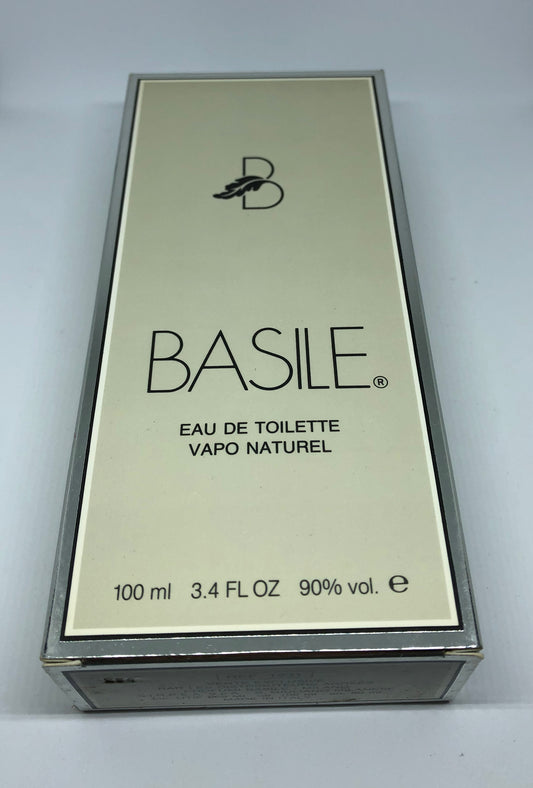 B
BASILE®
EAU DE TOILETTE
VAPO NATUREL
100 ml 3.4 FL OZ 90% vol. ℮